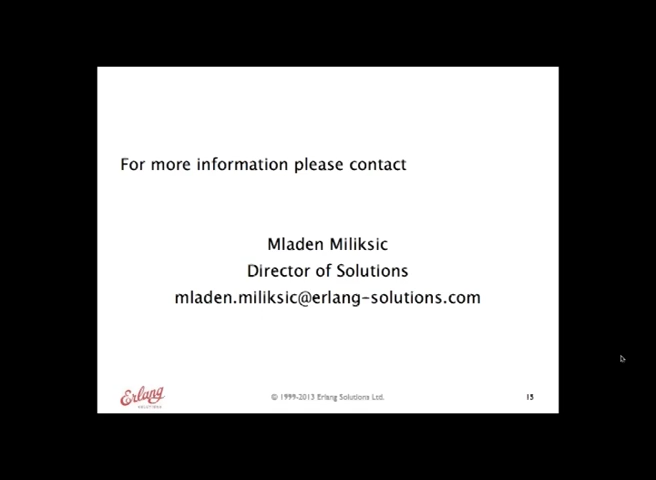 For more information please contact
Mladen Miliksic
Director of Solutions
mladen.miliksic@erlang-solutions.com
Erlang
SOLUTIONS
© 1999-2013 Erlang Solutions Ltd.
15